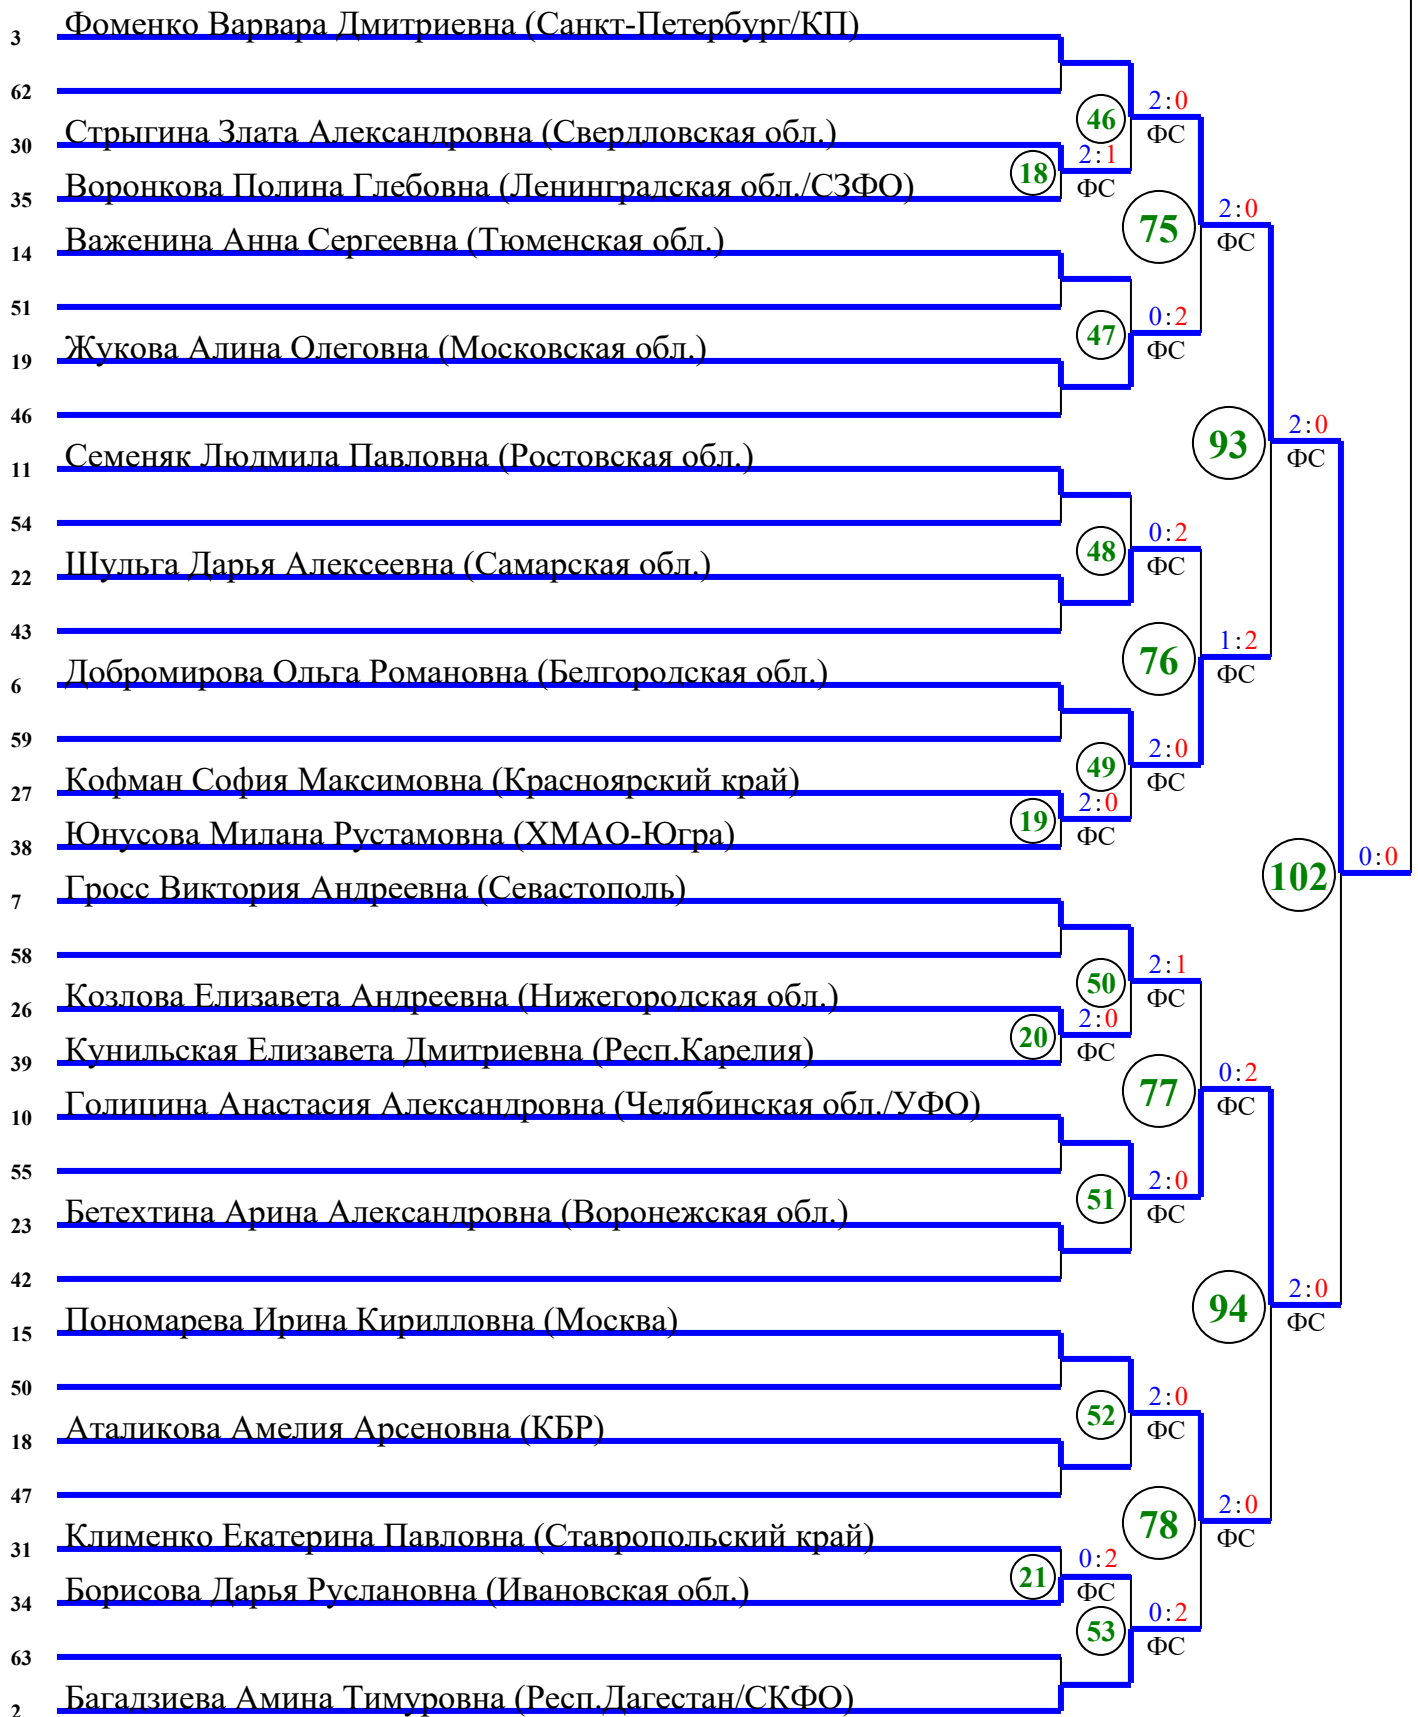 3 Фоменко Варвара Дмитриевна (Санкт-Петербург/КП)
62
46 2:0
ФС
30 Стрыгина Злата Александровна (Свердловская обл.)
18 2:1
ФС
35 Воронкова Полина Глебовна (Ленинградская обл./СЗФО)
75 2:0
ФС
14 Важенина Анна Сергеевна (Тюменская обл.)
51
47 0:2
ФС
19 Жукова Алина Олеговна (Московская обл.)
46
93 2:0
ФС
11 Семеняк Людмила Павловна (Ростовская обл.)
54
48 0:2
ФС
22 Шульга Дарья Алексеевна (Самарская обл.)
43
76 1:2
ФС
6 Добромирова Ольга Романовна (Белгородская обл.)
59
49 2:0
ФС
27 Кофман София Максимовна (Красноярский край)
19 2:0
ФС
38 Юнусова Милана Рустамовна (ХМАО-Югра)
102 0:0
7 Гросс Виктория Андреевна (Севастополь)
58
50 2:1
ФС
26 Козлова Елизавета Андреевна (Нижегородская обл.)
20 2:0
ФС
39 Кунильская Елизавета Дмитриевна (Респ.Карелия)
77 0:2
ФС
10 Голицина Анастасия Александровна (Челябинская обл./УФО)
55
51 2:0
ФС
23 Бетехтина Арина Александровна (Воронежская обл.)
42
94 2:0
ФС
15 Пономарева Ирина Кирилловна (Москва)
50
52 2:0
ФС
18 Аталикова Амелия Арсеновна (КБР)
47
78 2:0
ФС
31 Клименко Екатерина Павловна (Ставропольский край)
21 0:2
ФС
34 Борисова Дарья Руслановна (Ивановская обл.)
53 0:2
ФС
63
2 Багадзиева Амина Тимуровна (Респ.Дагестан/СКФО)